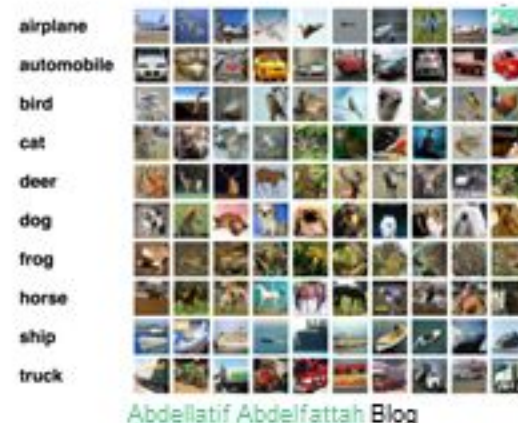 airplane
automobile
bird
cat
deer
dog
frog
horse
ship
truck
Abdellatif Abdelfattah Blog